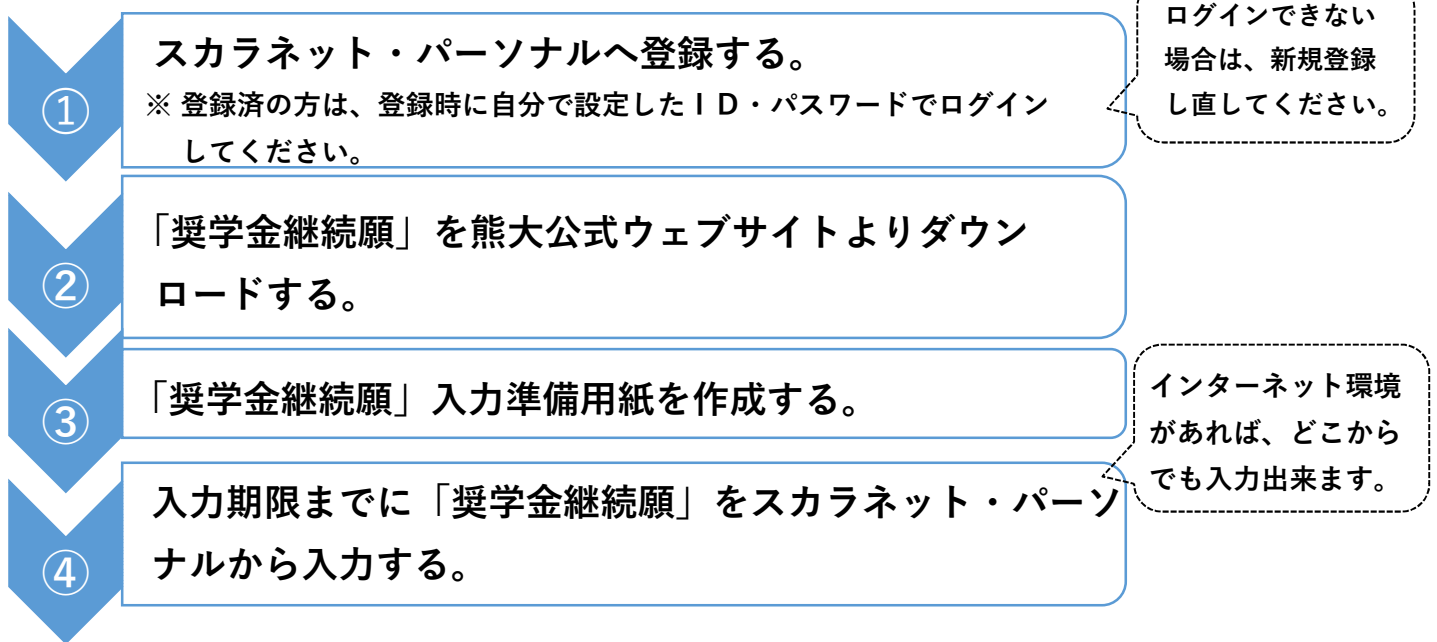 ①
スカラネット・パーソナルへ登録する。
※ 登録済の方は、登録時に自分で設定したＩＤ・パスワードでログイン
してください。
ログインできない
場合は、新規登録
し直してください。
②
「奨学金継続願」を熊大公式ウェブサイトよりダウン
ロードする。
③
「奨学金継続願」入力準備用紙を作成する。
インターネット環境
があれば、どこから
でも入力出来ます。
④
入力期限までに「奨学金継続願」をスカラネット・パーソ
ナルから入力する。